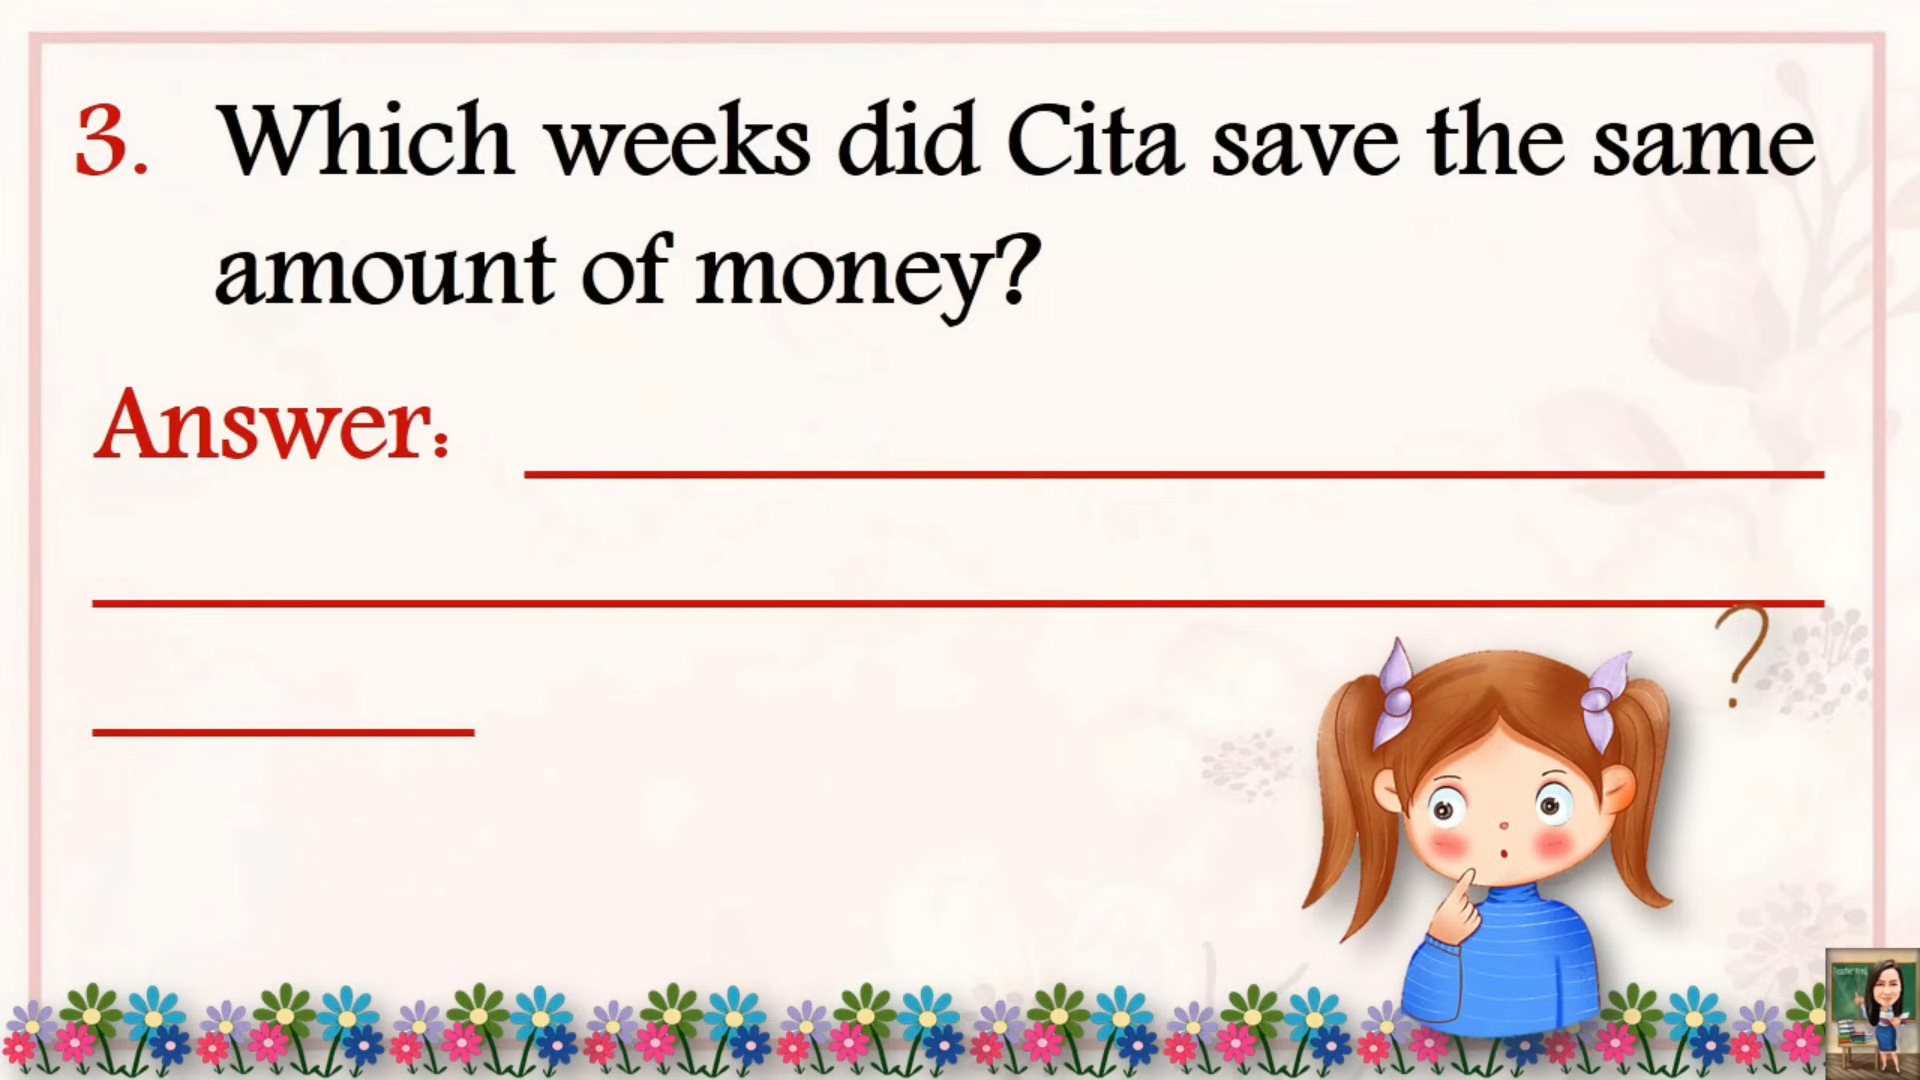 3. Which weeks did Cita save the same
amount of money?
Answer: